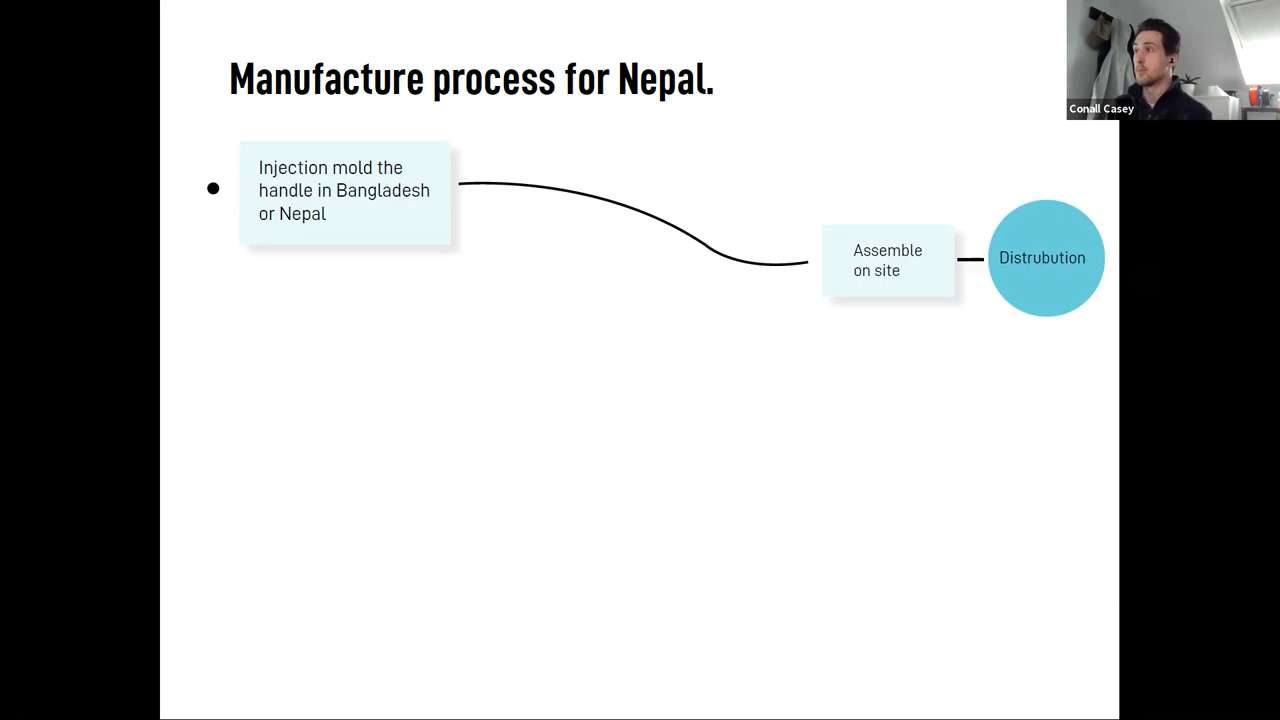 Manufacture process for Nepal.
Conall Casey
Injection mold the
handle in Bangladesh
or Nepal
Assemble
on site
Distrubution